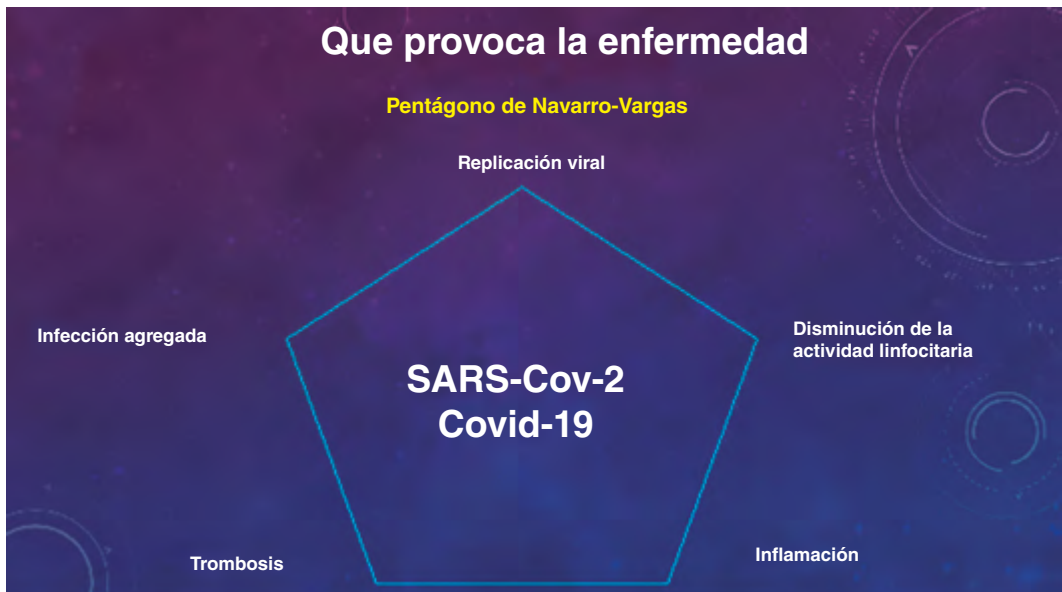 Que provoca la enfermedad
Pentágono de Navarro-Vargas
Replicación viral
Infección agregada
Disminución de la
actividad linfocitaria
SARS-Cov-2
Covid-19
Trombosis
Inflamación